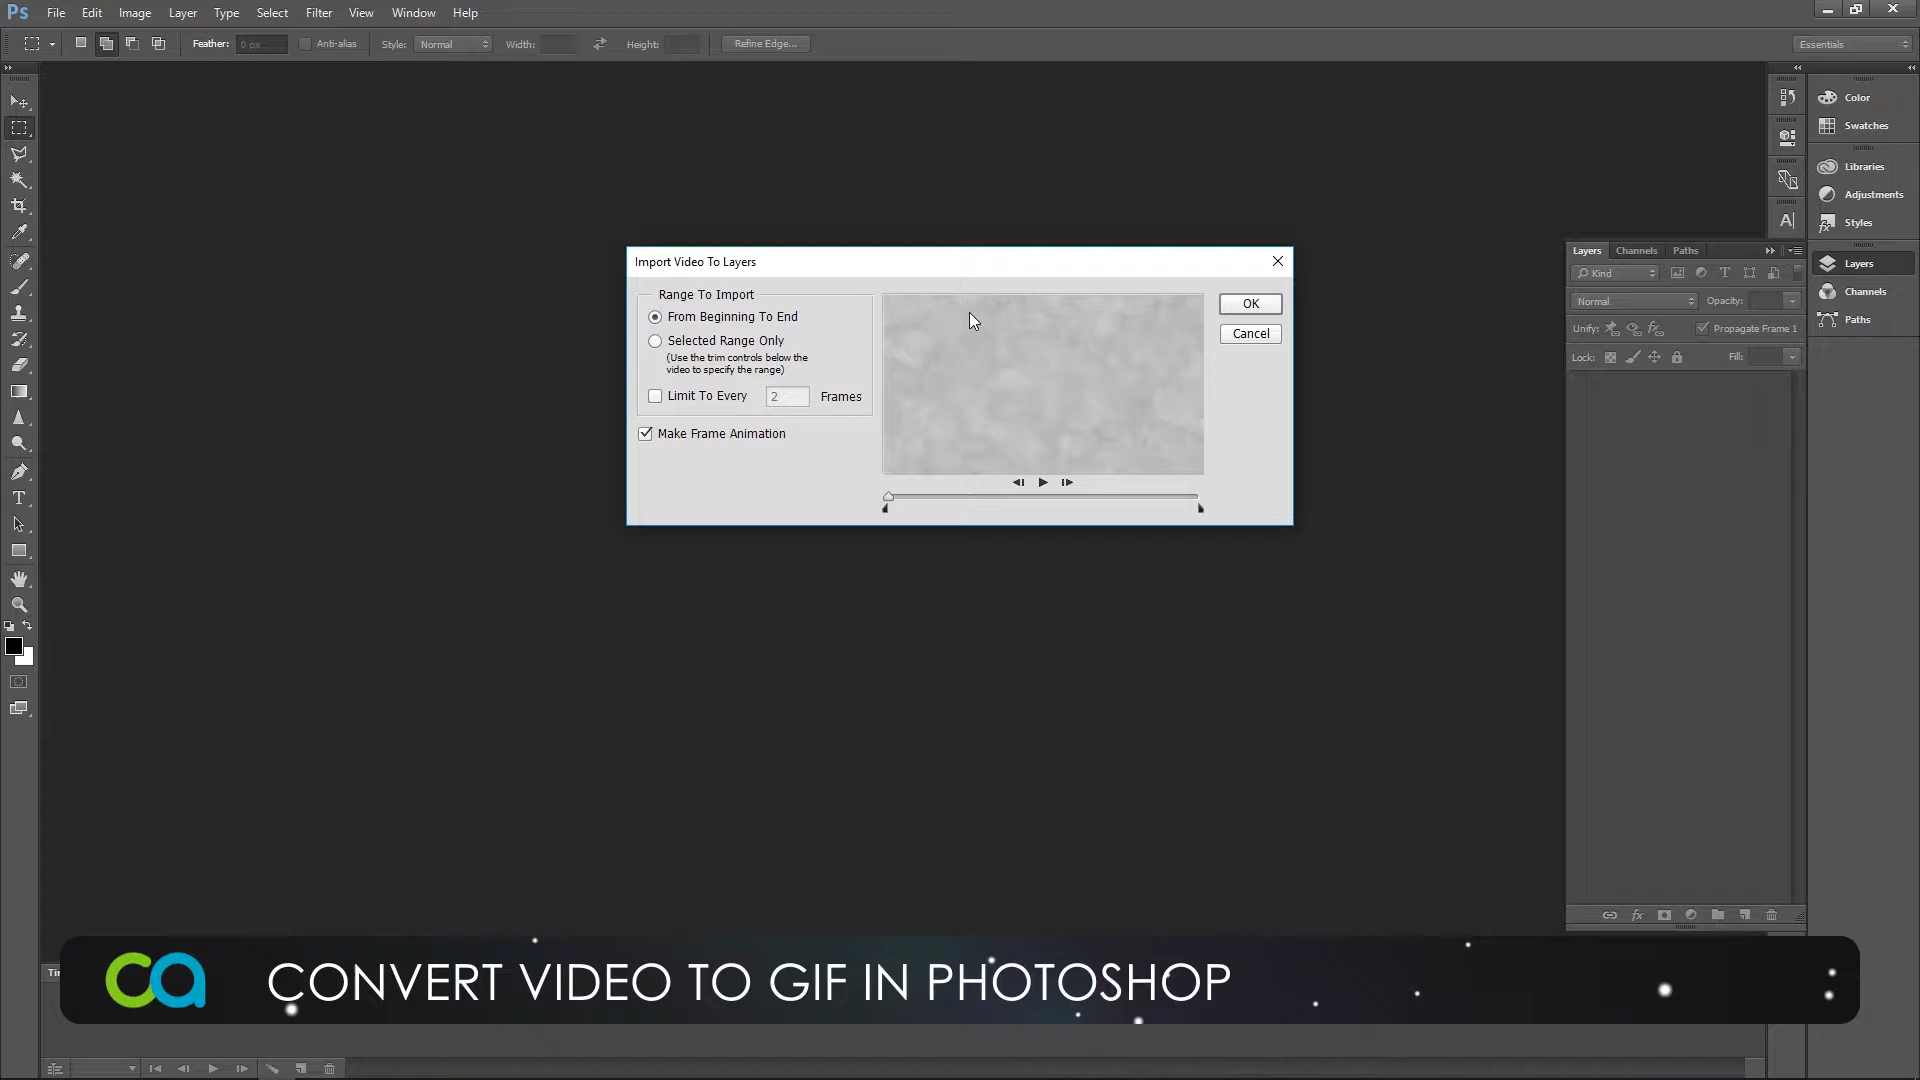 Ps File Edit Image Layer Type Select Filter View Window Help
Feather: 0 px Anti-alias Style: Normal Width: Height: Refine Edge... Essentials
Color
Swatches
Libraries
Adjustments
Styles
Layers
Channels
Paths
Layers Channels Paths
Kind
Normal Opacity:
Unify: Propagate Frame 1
Lock: Fill:
Import Video To Layers
Range To Import
From Beginning To End
Selected Range Only
(Use the trim controls below the
video to specify the range)
Limit To Every 2 Frames
Make Frame Animation
OK
Cancel
ca CONVERT VIDEO TO GIF IN PHOTOSHOP